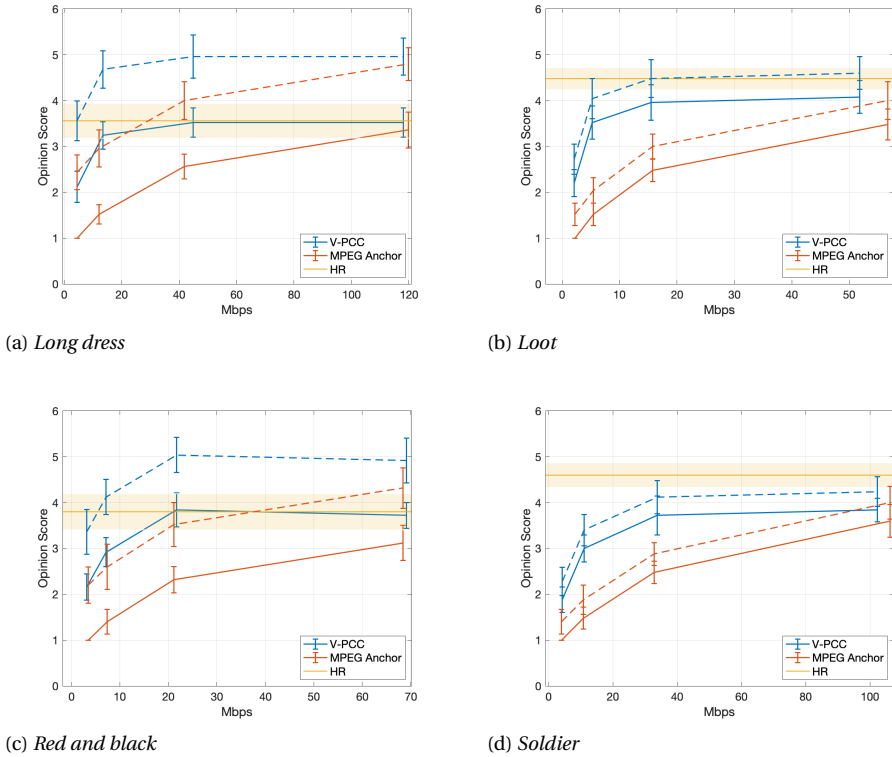 6
5
4
3
2
1
0
Opinion Score
0
20
40
60
80
100
120
Mbps
V-PCC
MPEG Anchor
HR
(a) Long dress
6
5
4
3
2
1
0
Opinion Score
0
10
20
30
40
50
Mbps
V-PCC
MPEG Anchor
HR
(b) Loot
6
5
4
3
2
1
0
Opinion Score
0
10
20
30
40
50
60
70
Mbps
V-PCC
MPEG Anchor
HR
(c) Red and black
6
5
4
3
2
1
0
Opinion Score
0
20
40
60
80
100
Mbps
V-PCC
MPEG Anchor
HR
(d) Soldier